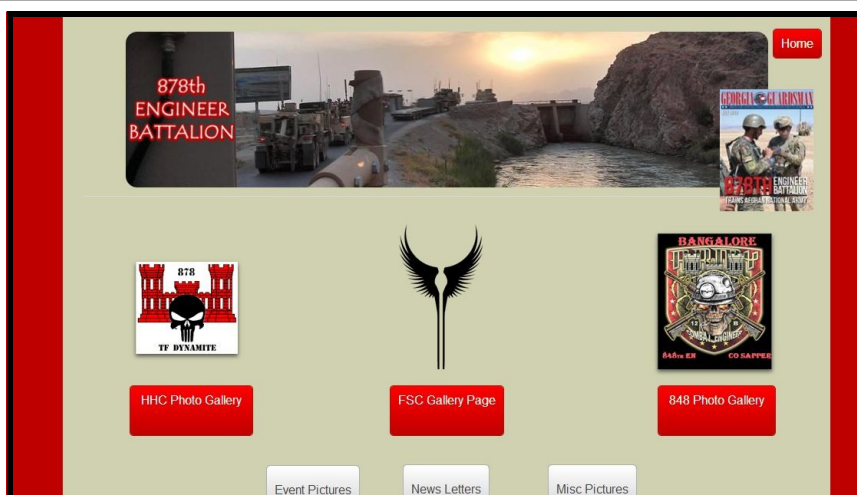 Home
878th
ENGINEER
BATTALION
GEORGIA GUARDSMAN
878TH ENGINEER
BATTALION
TRAINS AFGHAN NATIONAL ARMY
878
TF DYNAMITE
BANGALORE
COMBAT ENGINEER
848TH EN CO SAPPER
HHC Photo Gallery
FSC Gallery Page
848 Photo Gallery
Event Pictures
News Letters
Misc Pictures